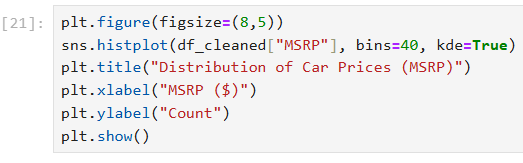 [21]: plt.figure(figsize=(8,5))
sns.histplot(df_cleaned["MSRP"], bins=40, kde=True)
plt.title("Distribution of Car Prices (MSRP)")
plt.xlabel("MSRP ($)")
plt.ylabel("Count")
plt.show()